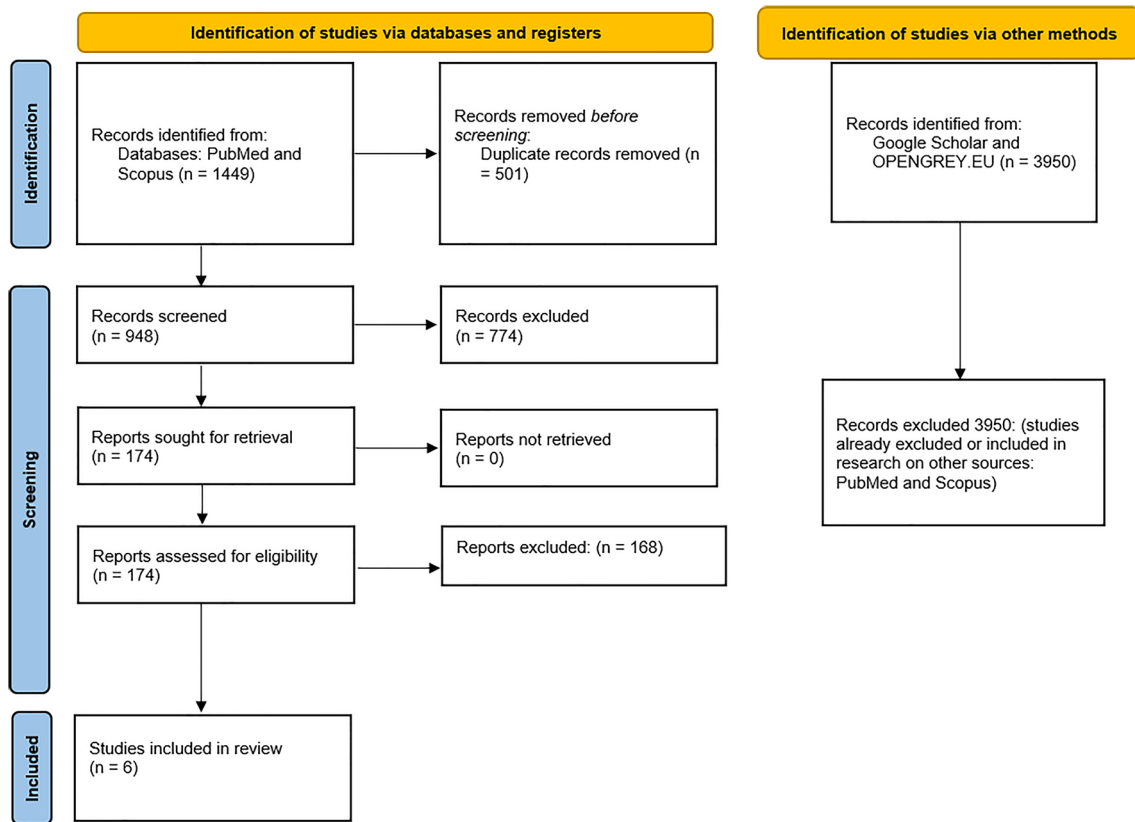 Identification of studies via databases and registers
Identification of studies via other methods
Identification
Records identified from:
Databases: PubMed and
Scopus (n = 1449)
Records removed before
screening:
Duplicate records removed (n
= 501)
Records identified from:
Google Scholar and
OPENGREY.EU (n = 3950)
Screening
Records screened
(n = 948)
Records excluded
(n = 774)
Reports sought for retrieval
(n = 174)
Reports not retrieved
(n = 0)
Records excluded 3950: (studies
already excluded or included in
research on other sources:
PubMed and Scopus)
Reports assessed for eligibility
(n = 174)
Reports excluded: (n = 168)
Included
Studies included in review
(n = 6)